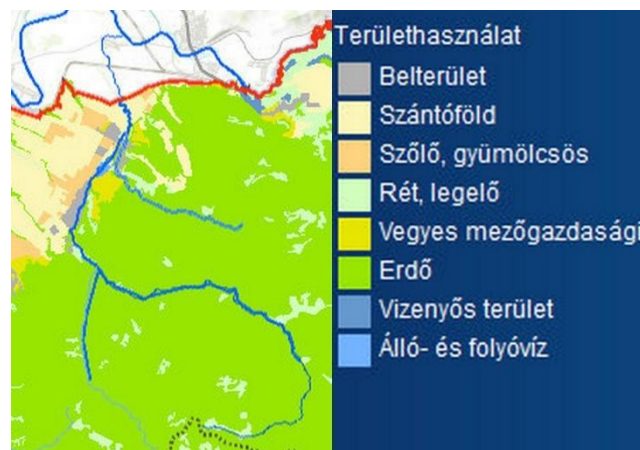 Területhasználat
Belterület
Szántóföld
Szőlő, gyümölcsös
Rét, legelő
Vegyes mezőgazdasági
Erdő
Vizenyős terület
Álló- és folyóvíz